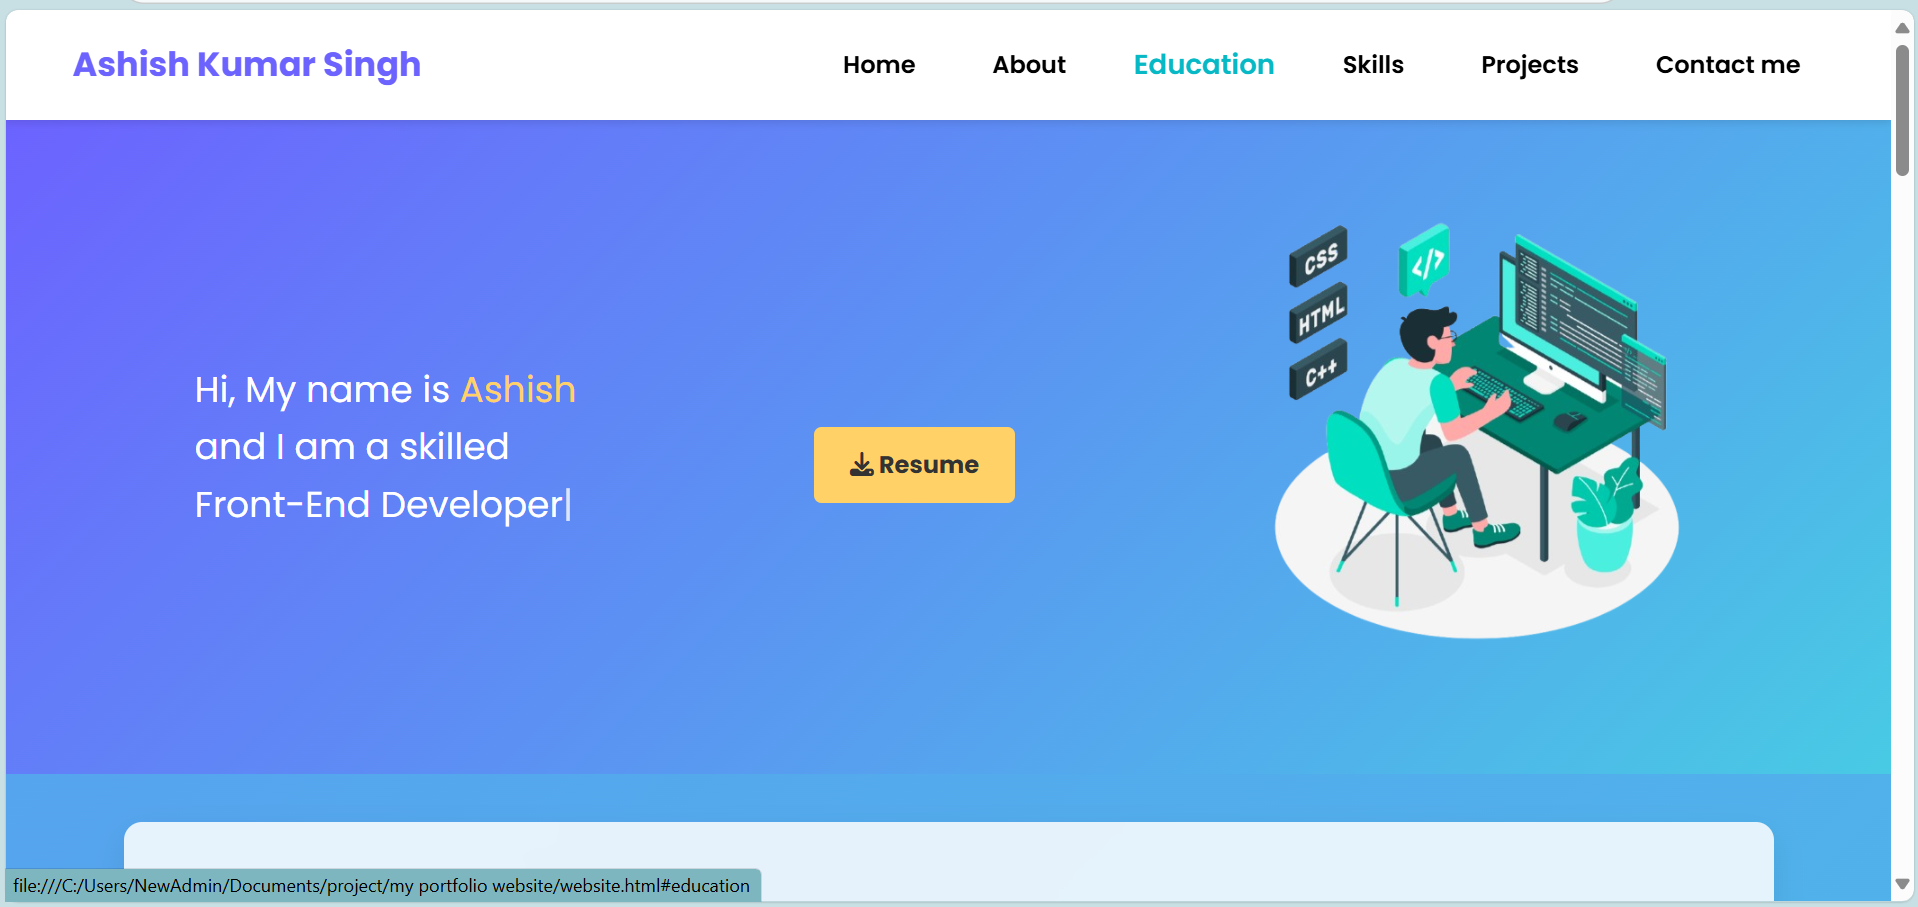 Ashish Kumar Singh
Home About Education Skills Projects Contact me
CSS
</>
HTML
C++
Hi, My name is Ashish
and I am a skilled
Front-End Developer|
Resume
file:///C:/Users/NewAdmin/Documents/project/my portfolio website/website.html#education